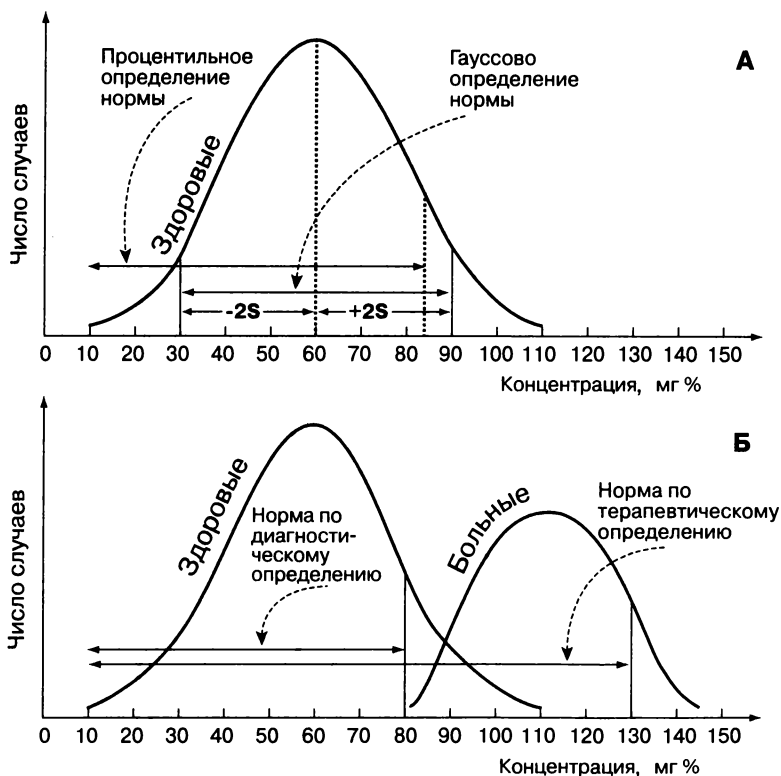 Процентильное
определение
нормы
Гауссово
определение
нормы
А
Число случаев
Здоровые
-2S
+2S
0 10 20 30 40 50 60 70 80 90 100 110 120 130 140 150
Концентрация, мг %
Б
Число случаев
Здоровые
Норма по
диагности-
ческому
определению
Больные
Норма по
терапевтическому
определению
0 10 20 30 40 50 60 70 80 90 100 110 120 130 140 150
Концентрация, мг %